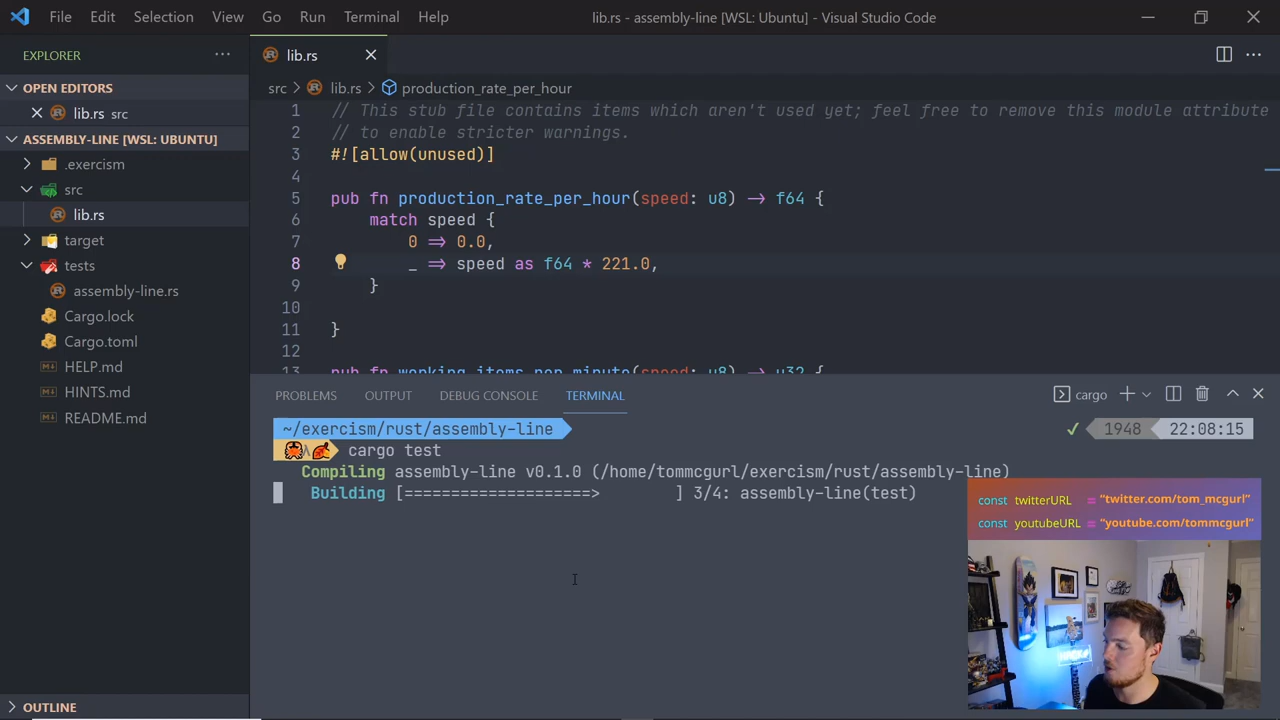 File Edit Selection View Go Run Terminal Help
lib.rs - assembly-line [WSL: Ubuntu] - Visual Studio Code
EXPLORER
OPEN EDITORS
lib.rs src
ASSEMBLY-LINE [WSL: UBUNTU]
.exercism
src
lib.rs
target
tests
assembly-line.rs
Cargo.lock
Cargo.toml
HELP.md
HINTS.md
README.md
OUTLINE
lib.rs
src > lib.rs > production_rate_per_hour
1 // This stub file contains items which aren't used yet; feel free to remove this module attribute
2 // to enable stricter warnings.
3 #![allow(unused)]
4
5 pub fn production_rate_per_hour(speed: u8) -> f64 {
6 match speed {
7 0 => 0.0,
8 _ => speed as f64 * 221.0,
9 }
10
11 }
12
13 pub fn working_items_per_minute(speed: u8) -> u32 {
PROBLEMS OUTPUT DEBUG CONSOLE TERMINAL
cargo
~/exercism/rust/assembly-line
✓ 1948 22:08:15
λ cargo test
Compiling assembly-line v0.1.0 (/home/tommcgurl/exercism/rust/assembly-line)
Building [====================> ] 3/4: assembly-line(test)
const twitterURL = "twitter.com/tom_mcgurl"
const youtubeURL = "youtube.com/tommcgurl"